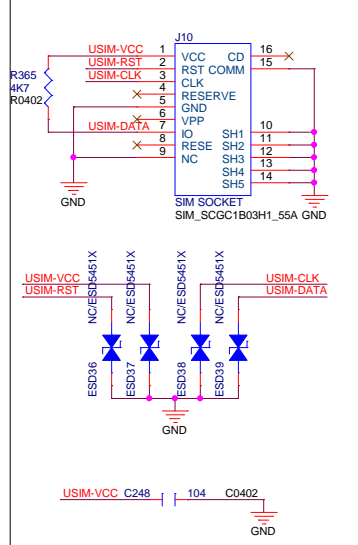 J10
USIM-VCC 1 VCC CD 16
USIM-RST 2 RST COMM 15
USIM-CLK 3 CLK
4 RESERVE
5 GND
6 VPP
USIM-DATA 7 IO SH1 10
8 RESE SH2 11
9 NC SH3 12
SH4 13
SH5 14
R365
4K7
R0402
GND
SIM SOCKET
SIM_SCGC1B03H1_55A GND
USIM-VCC
USIM-RST
USIM-CLK
USIM-DATA
NC/ESD5451X
NC/ESD5451X
NC/ESD5451X
NC/ESD5451X
ESD36
ESD37
ESD38
ESD39
GND
USIM-VCC C248 104 C0402
GND